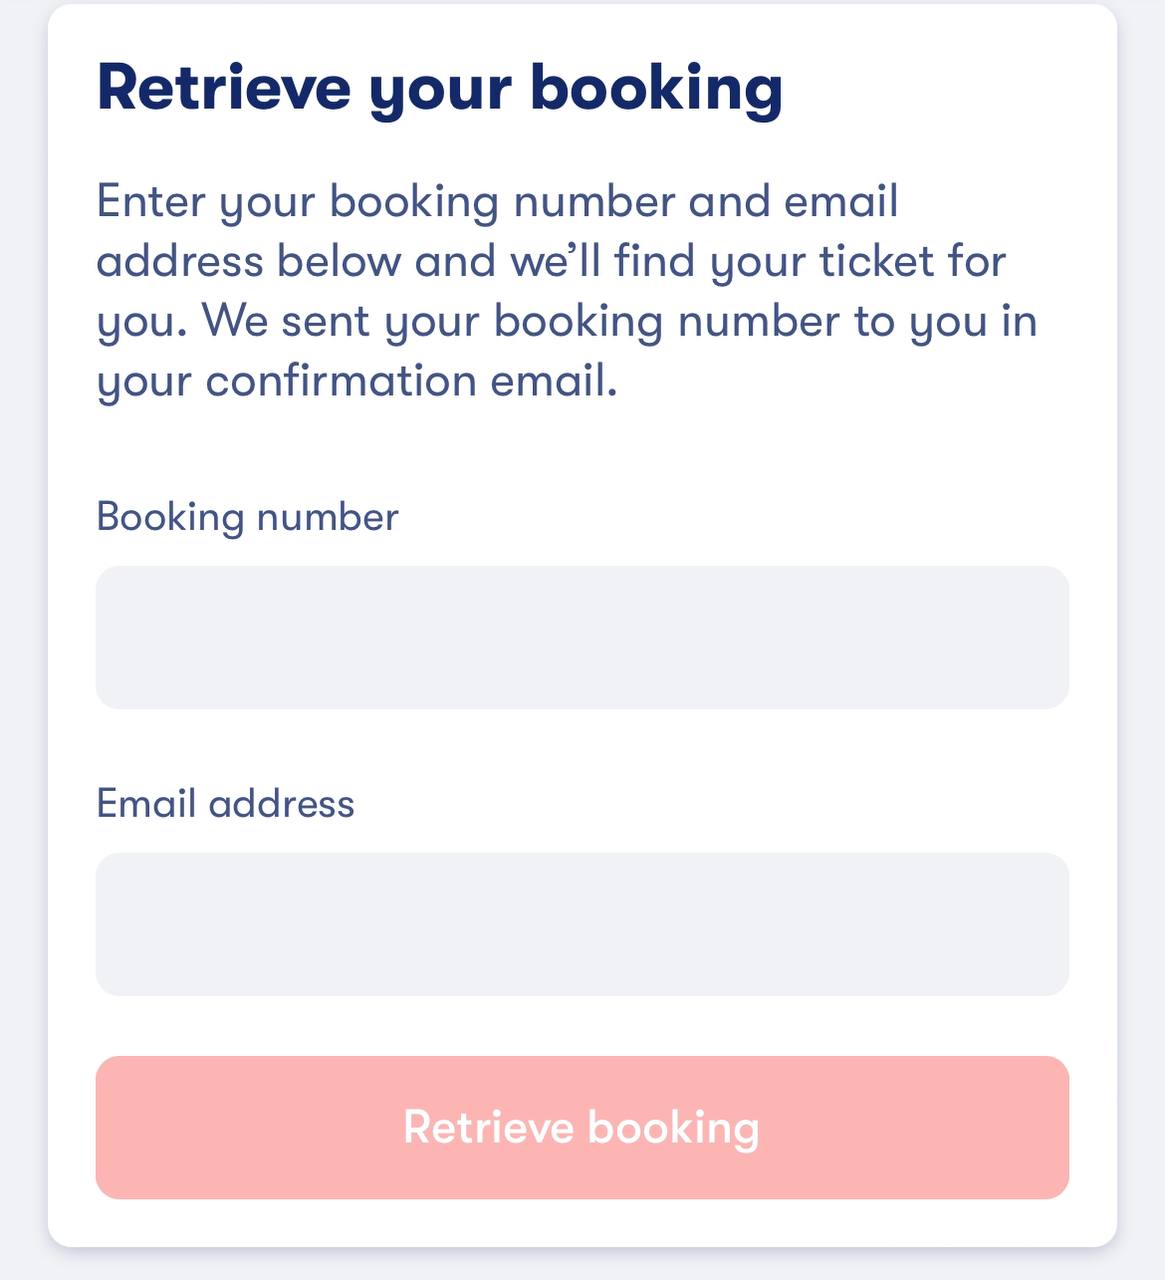 Retrieve your booking
Enter your booking number and email
address below and we’ll find your ticket for
you. We sent your booking number to you in
your confirmation email.
Booking number
Email address
Retrieve booking